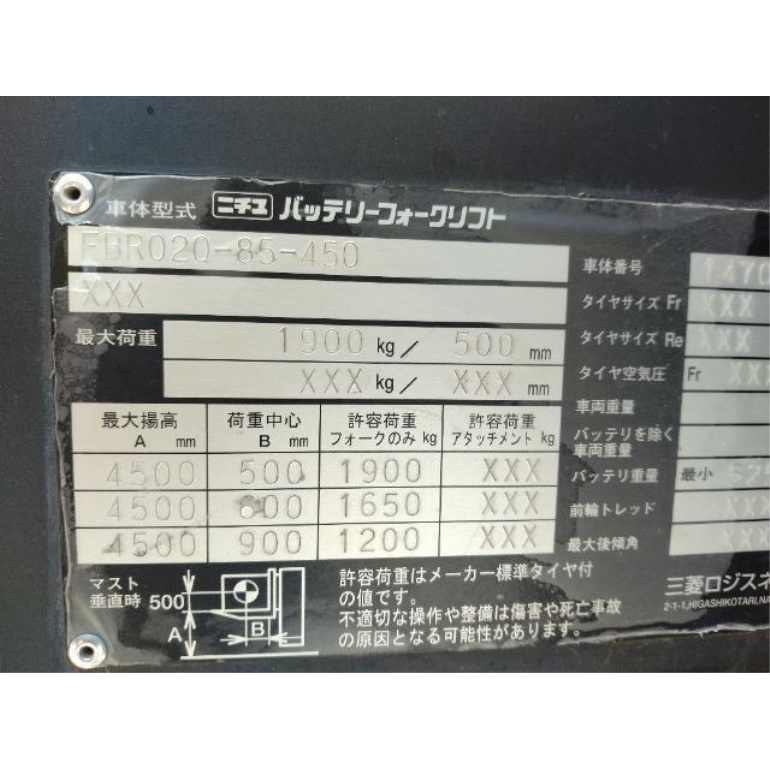 車体型式 ニチユ バッテリーフォークリフト
FBR020-85-450
XXX
最大荷重 1900 kg/ 500 mm
XXX kg/ XXX mm
最大揚高 A mm 荷重中心 B mm 許容荷重 フォークのみ kg 許容荷重 アタッチメント kg
4500 500 1900 XXX
4500 600 1650 XXX
4500 900 1200 XXX
マスト
垂直時 500
A
B
許容荷重はメーカー標準タイヤ付
の値です。
不適切な操作や整備は傷害や死亡事故
の原因となる可能性があります。
車体番号 1470
タイヤサイズ Fr XXX
タイヤサイズ Re XXX
タイヤ空気圧 Fr XXX
車両重量
バッテリを除く
車両重量
バッテリ重量 最小 525
前輪トレッド XXX
最大後傾角 XXX
三菱ロジスネ
2-1-1,HIGASHIKOTARI,NA